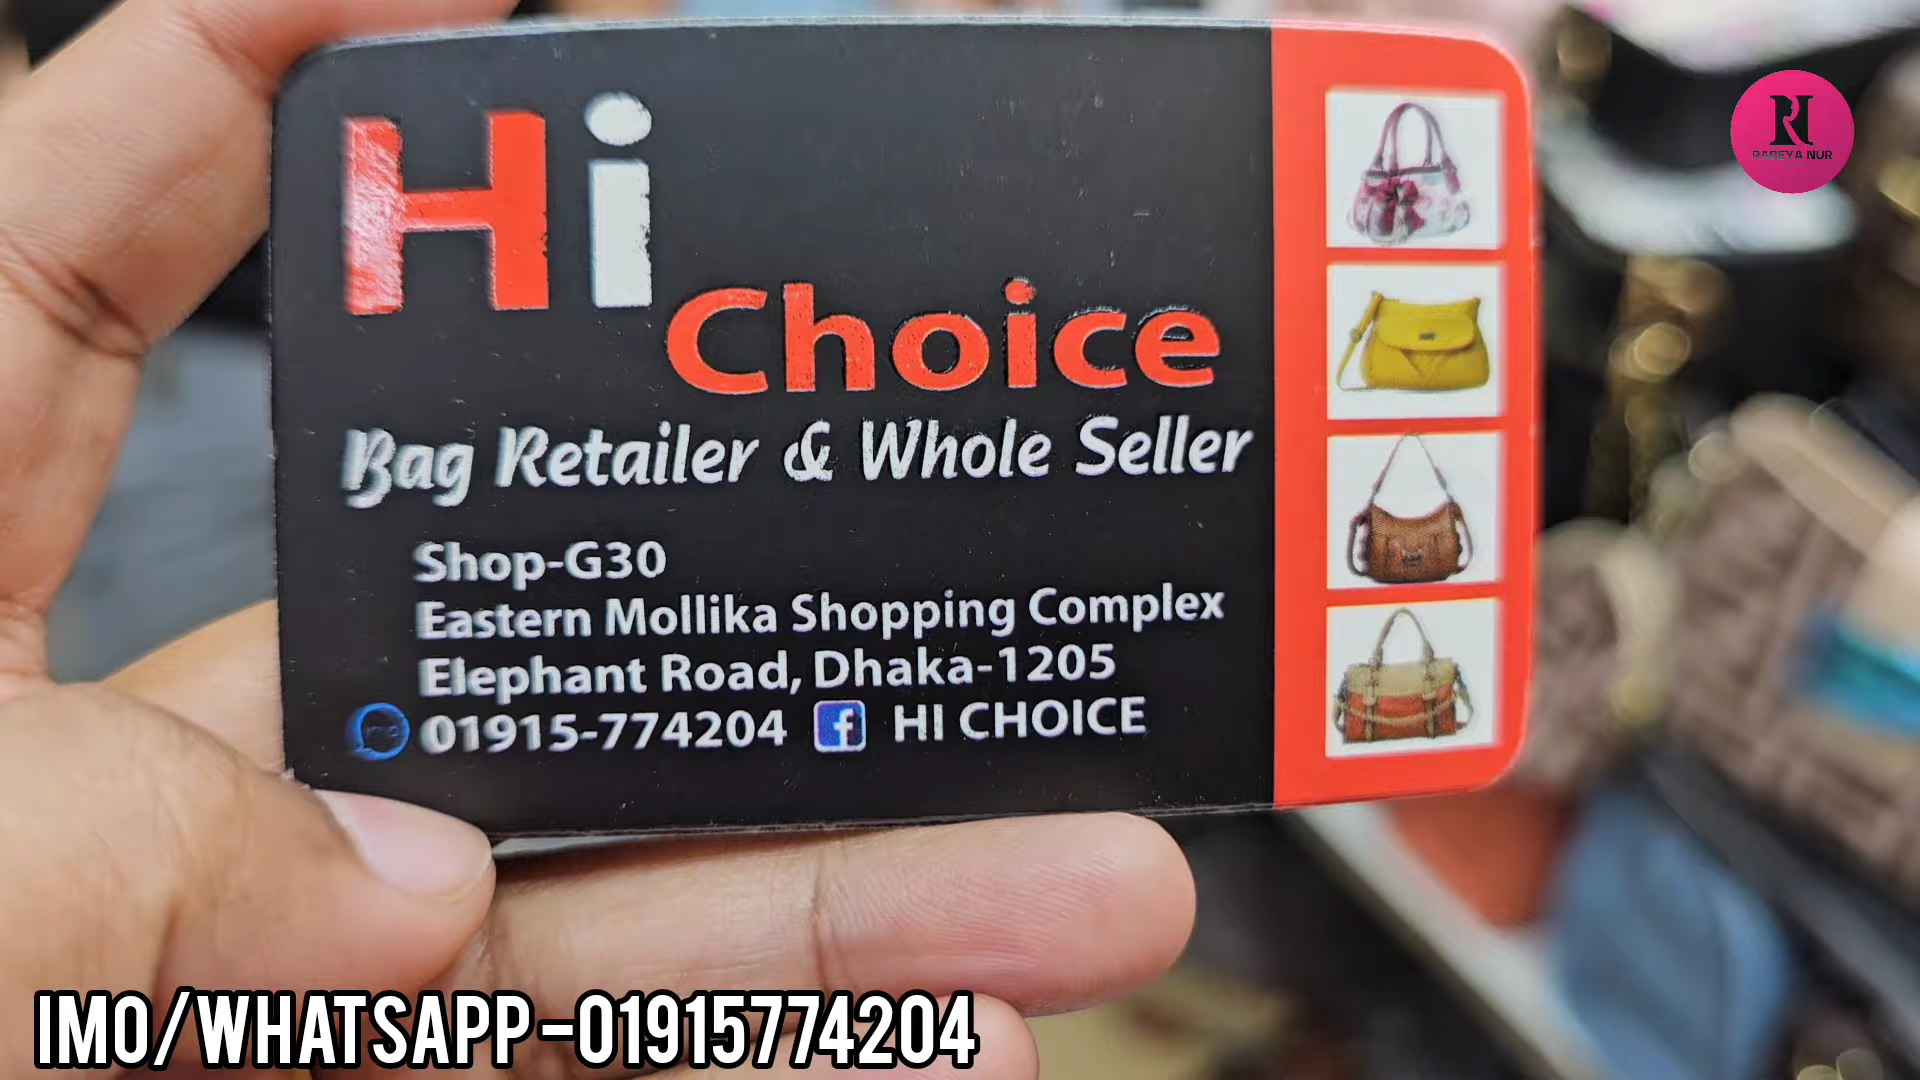 Hi
Choice
Bag Retailer & Whole Seller
Shop-G30
Eastern Mollika Shopping Complex
Elephant Road, Dhaka-1205
01915-774204 f HI CHOICE
RN
RABEYA NUR
IMO/WHATSAPP-01915774204